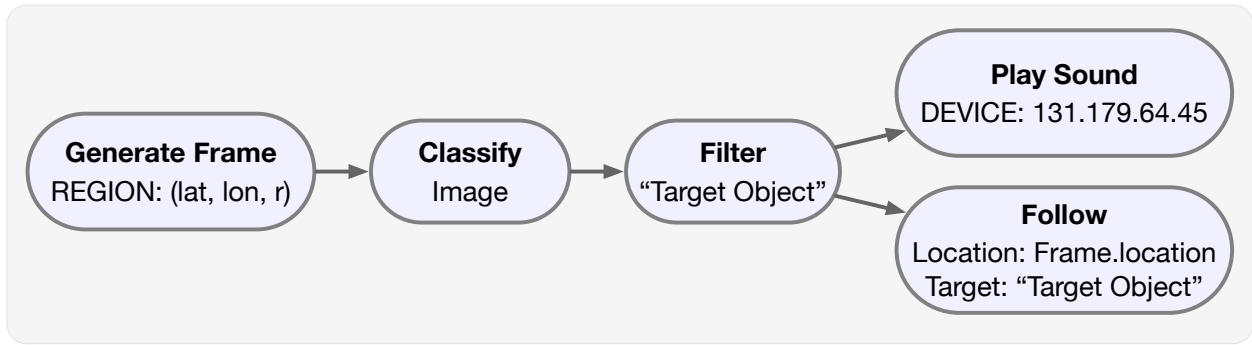 Generate Frame
REGION: (lat, lon, r)
Classify
Image
Filter
“Target Object”
Play Sound
DEVICE: 131.179.64.45
Follow
Location: Frame.location
Target: “Target Object”